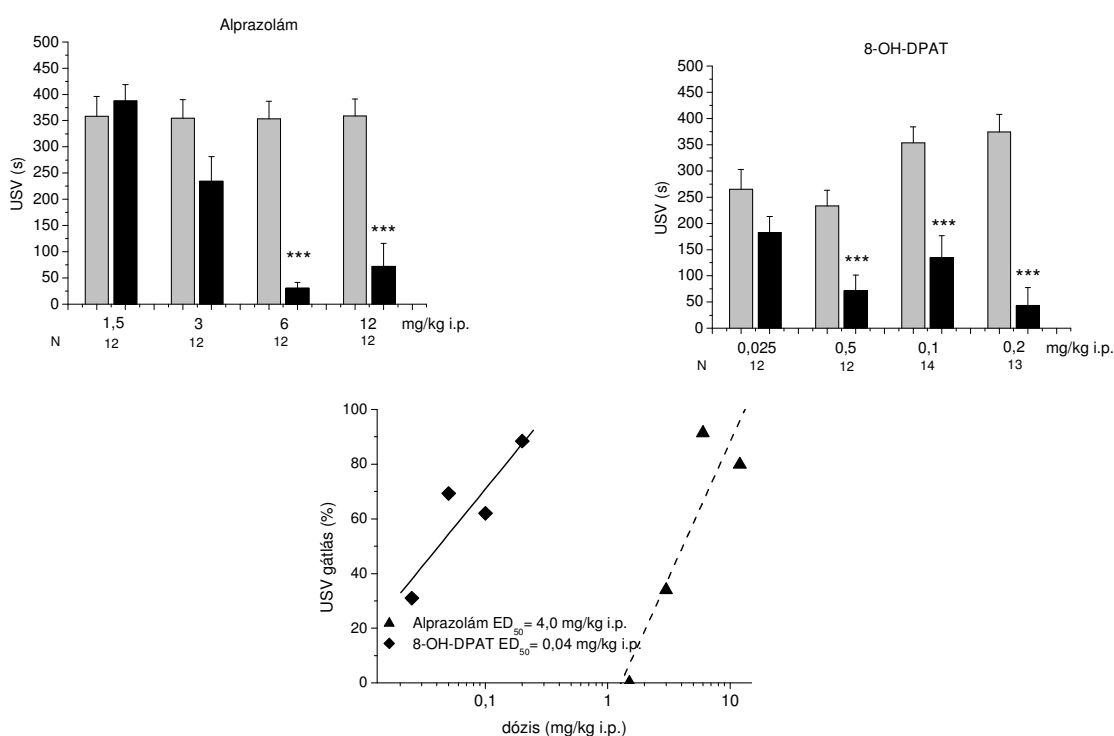 Alprazolám
500
450
400
350
300
250
200
150
100
50
0
USV (s)
***
***
1,5 3 6 12 mg/kg i.p.
N 12 12 12 12
8-OH-DPAT
500
450
400
350
300
250
200
150
100
50
0
USV (s)
***
***
***
0,025 0,5 0,1 0,2 mg/kg i.p.
N 12 12 14 13
100
80
60
40
20
0
USV gátlás (%)
Alprazolám ED50= 4,0 mg/kg i.p.
8-OH-DPAT ED50= 0,04 mg/kg i.p.
0,1 1 10
dózis (mg/kg i.p.)